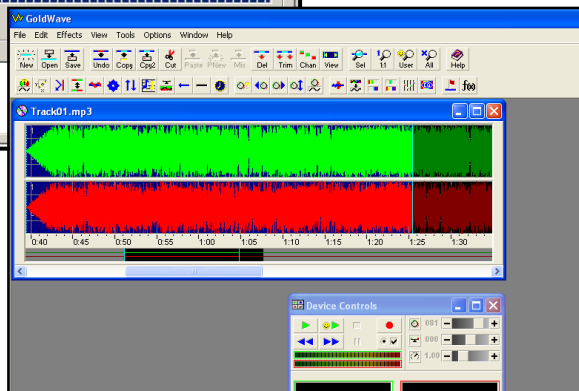 GoldWave
File Edit Effects View Tools Options Window Help
New Open Save Undo Copy Cpy2 Cut Paste PNew Mix Del Trim Chan View Sel 1:1 User All Help
f(x)
Track01.mp3
0:40 0:45 0:50 0:55 1:00 1:05 1:10 1:15 1:20 1:25 1:30
Device Controls
081
000
1.00